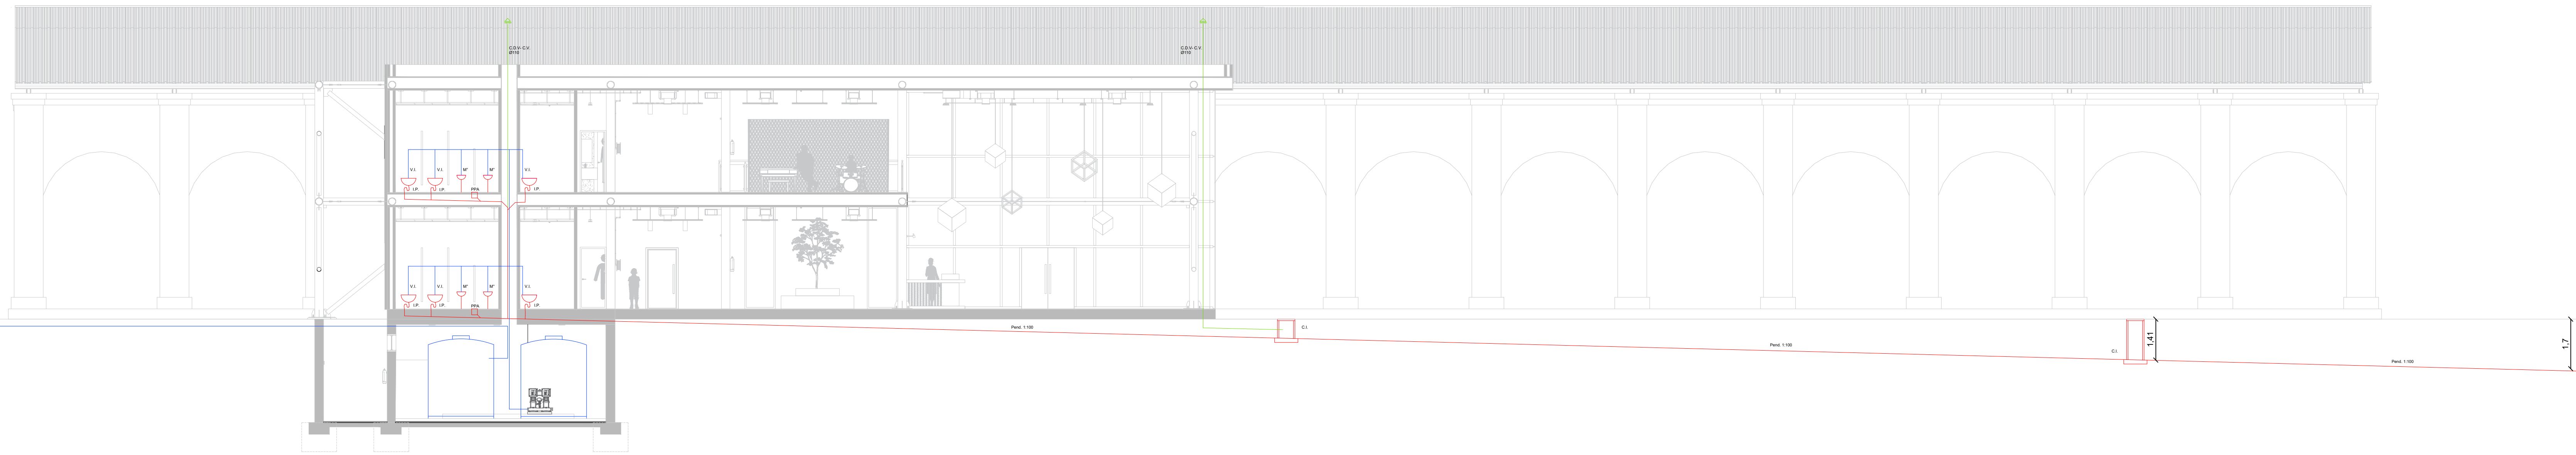 C.D.V- C.V.
Ø110
C.D.V- C.V.
Ø110
V.I.
V.I.
M"
M"
V.I.
I.P.
I.P.
PPA
I.P.
V.I.
V.I.
M"
M"
V.I.
I.P.
I.P.
PPA
I.P.
Pend. 1:100
C.I.
Pend. 1:100
C.I.
1,41
Pend. 1:100
1,7